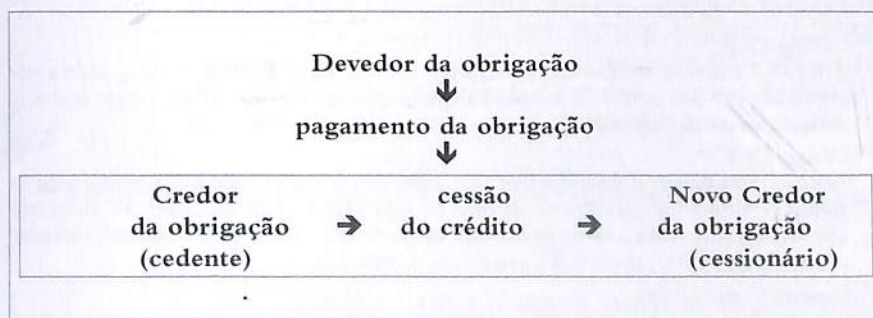 Devedor da obrigação
↓
pagamento da obrigação
↓
Credor da obrigação (cedente) → cessão do crédito → Novo Credor da obrigação (cessionário)